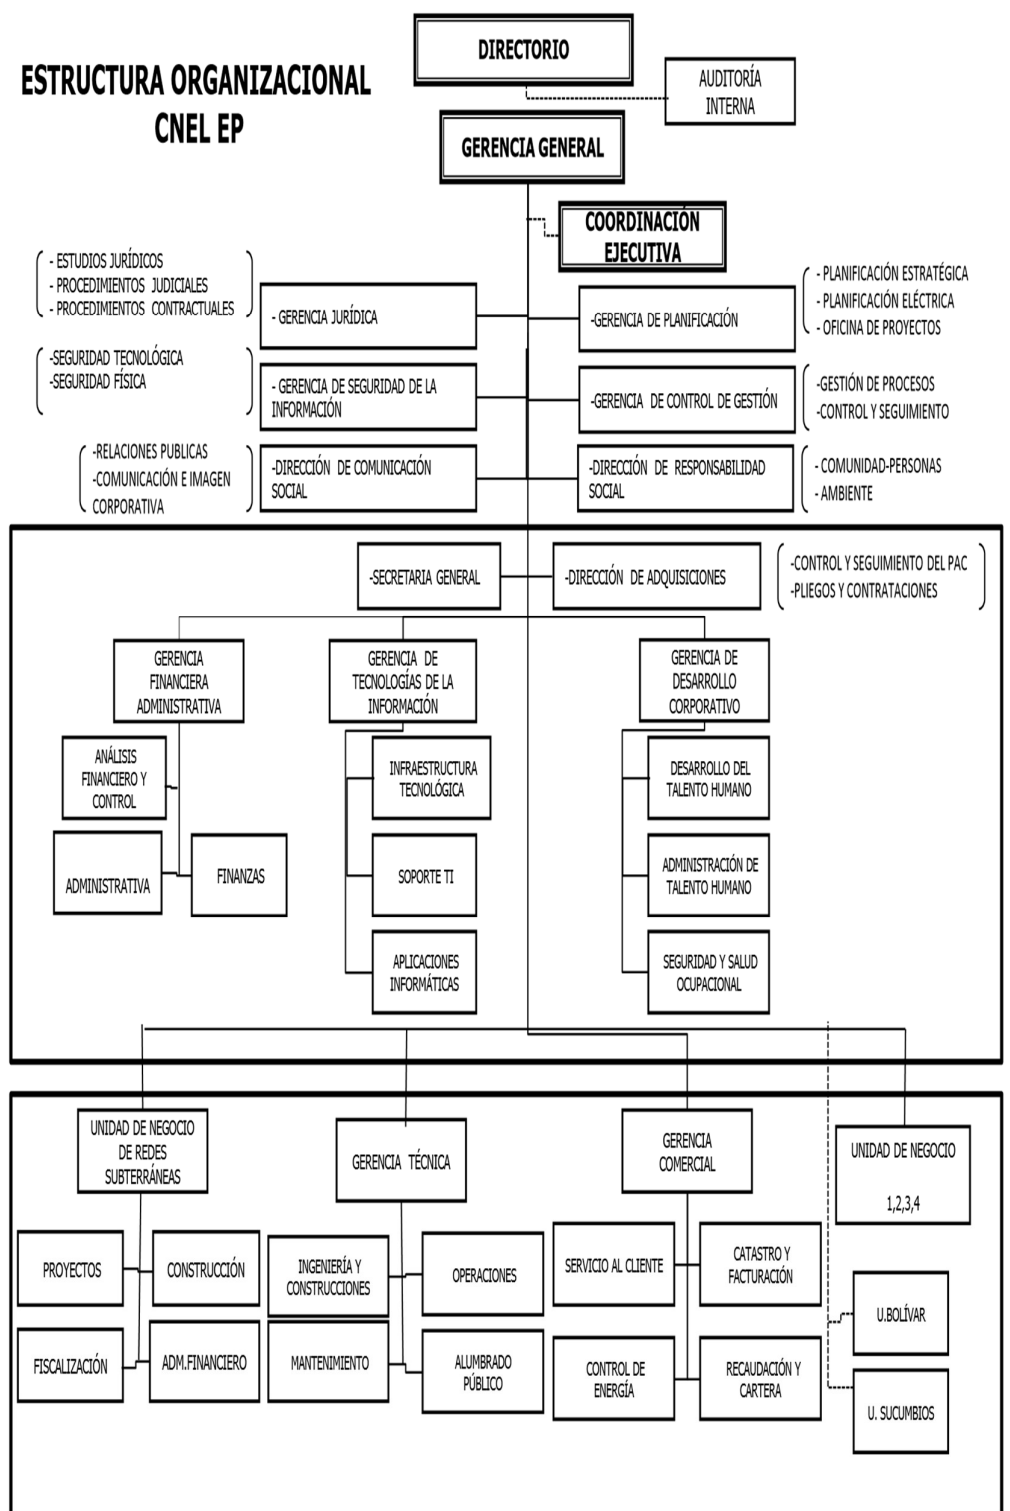 DIRECTORIO
ESTRUCTURA ORGANIZACIONAL
CNEL EP
AUDITORÍA
INTERNA
GERENCIA GENERAL
COORDINACIÓN
EJECUTIVA
- ESTUDIOS JURÍDICOS
- PROCEDIMIENTOS JUDICIALES
- PROCEDIMIENTOS CONTRACTUALES
- GERENCIA JURÍDICA
-GERENCIA DE PLANIFICACIÓN
- PLANIFICACIÓN ESTRATÉGICA
- PLANIFICACIÓN ELÉCTRICA
- OFICINA DE PROYECTOS
-SEGURIDAD TECNOLÓGICA
-SEGURIDAD FÍSICA
- GERENCIA DE SEGURIDAD DE LA
INFORMACIÓN
-GERENCIA DE CONTROL DE GESTIÓN
-GESTIÓN DE PROCESOS
-CONTROL Y SEGUIMIENTO
-RELACIONES PUBLICAS
-COMUNICACIÓN E IMAGEN
CORPORATIVA
-DIRECCIÓN DE COMUNICACIÓN
SOCIAL
-DIRECCIÓN DE RESPONSABILIDAD
SOCIAL
- COMUNIDAD-PERSONAS
- AMBIENTE
-SECRETARIA GENERAL
-DIRECCIÓN DE ADQUISICIONES
-CONTROL Y SEGUIMIENTO DEL PAC
-PLIEGOS Y CONTRATACIONES
GERENCIA
FINANCIERA
ADMINISTRATIVA
GERENCIA DE
TECNOLOGÍAS DE LA
INFORMACIÓN
GERENCIA DE
DESARROLLO
CORPORATIVO
ANÁLISIS
FINANCIERO Y
CONTROL
INFRAESTRUCTURA
TECNOLÓGICA
DESARROLLO DEL
TALENTO HUMANO
ADMINISTRATIVA
FINANZAS
SOPORTE TI
ADMINISTRACIÓN DE
TALENTO HUMANO
APLICACIONES
INFORMÁTICAS
SEGURIDAD Y SALUD
OCUPACIONAL
UNIDAD DE NEGOCIO
DE REDES
SUBTERRÁNEAS
GERENCIA TÉCNICA
GERENCIA
COMERCIAL
UNIDAD DE NEGOCIO
1,2,3,4
PROYECTOS
CONSTRUCCIÓN
INGENIERÍA Y
CONSTRUCCIONES
OPERACIONES
SERVICIO AL CLIENTE
CATASTRO Y
FACTURACIÓN
U.BOLÍVAR
FISCALIZACIÓN
ADM.FINANCIERO
MANTENIMIENTO
ALUMBRADO
PÚBLICO
CONTROL DE
ENERGÍA
RECAUDACIÓN Y
CARTERA
U. SUCUMBIOS